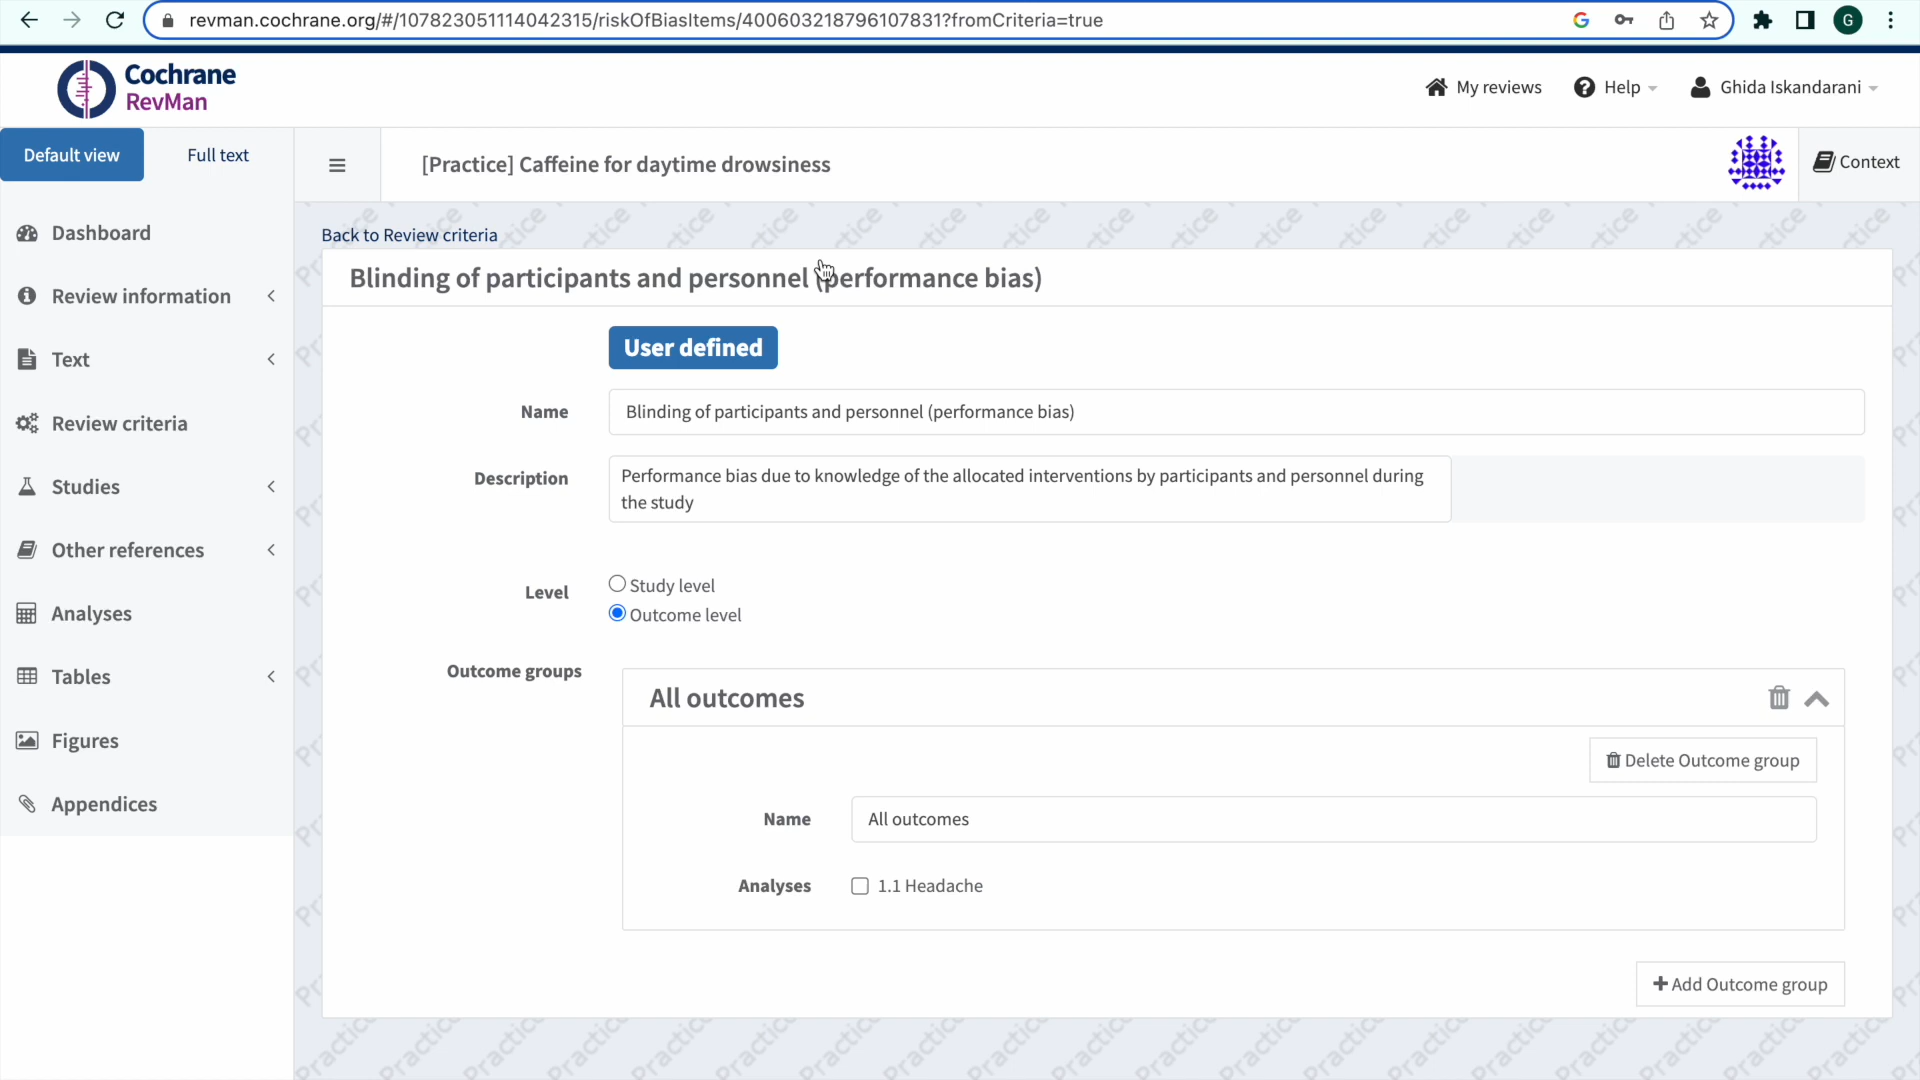 revman.cochrane.org/#/107823051114042315/riskOfBiasItems/400603218796107831?fromCriteria=true
G
Cochrane
RevMan
My reviews
Help
Ghida Iskandarani
Default view
Full text
[Practice] Caffeine for daytime drowsiness
Context
Dashboard
Review information
Text
Review criteria
Studies
Other references
Analyses
Tables
Figures
Appendices
Back to Review criteria
Blinding of participants and personnel (performance bias)
User defined
Name
Blinding of participants and personnel (performance bias)
Description
Performance bias due to knowledge of the allocated interventions by participants and personnel during
the study
Level
Study level
Outcome level
Outcome groups
All outcomes
Delete Outcome group
Name
All outcomes
Analyses
1.1 Headache
Add Outcome group
Practice